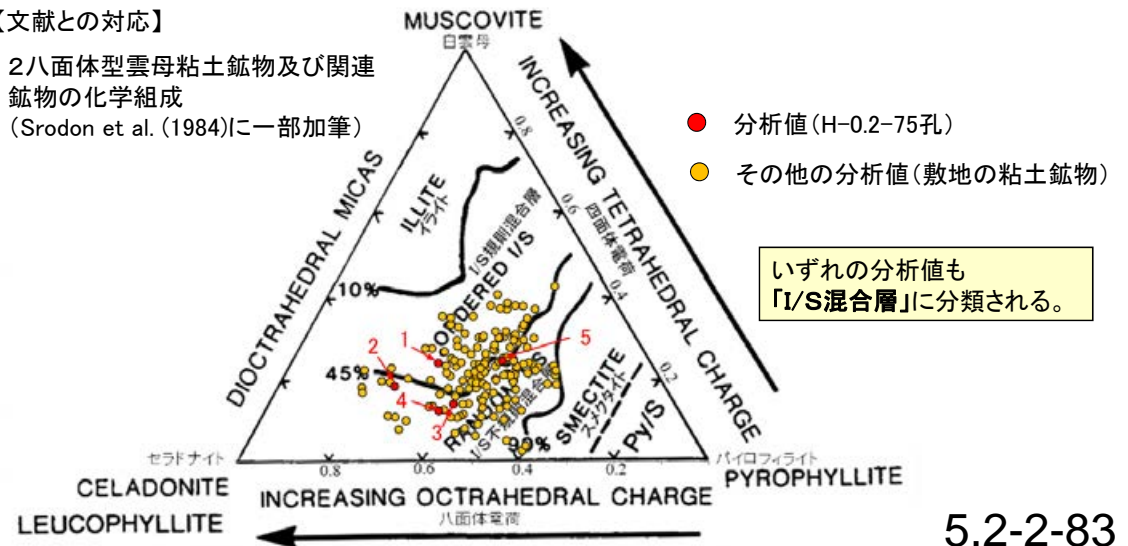 【文献との対応】
2八面体型雲母粘土鉱物及び関連
鉱物の化学組成
(Srodon et al. (1984)に一部加筆)
MUSCOVITE
白雲母
分析値(H-0.2-75孔)
その他の分析値(敷地の粘土鉱物)
いずれの分析値も
「I/S混合層」に分類される。
DIOCTRAHEDRAL MICAS
INCREASING TETRAHEDRAL CHARGE
四面体電荷
0.8
0.6
0.4
0.2
ILLITE
イライト
I/S規則混合層
ORDERED I/S
10%
45%
90%
1
2
3
4
5
RANDOM I/S
I/S不規則混合層
SMECTITE
スメクタイト
Py/S
セラドナイト
CELADONITE
LEUCOPHYLLITE
0.8
0.6
0.4
0.2
パイロフィライト
PYROPHYLLITE
INCREASING OCTRAHEDRAL CHARGE
八面体電荷
5.2-2-83